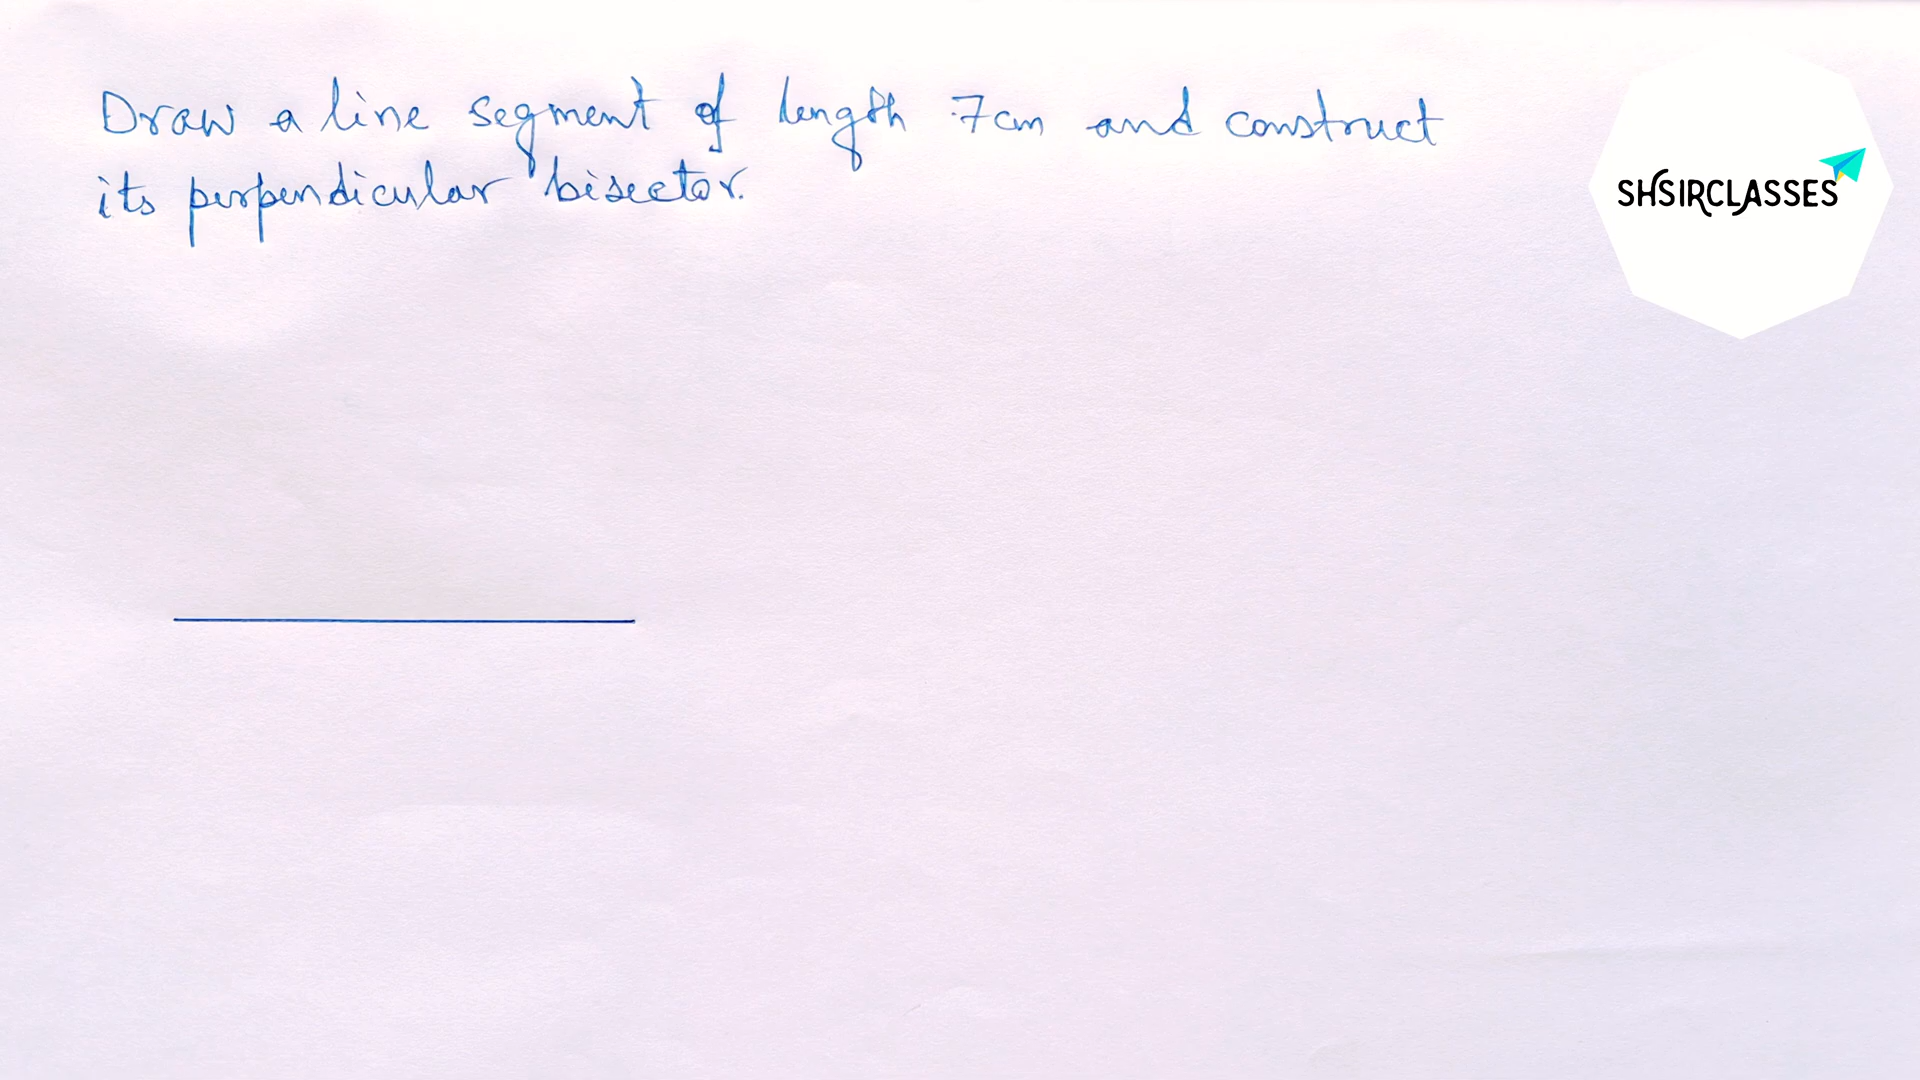 Draw a line segment of length 7cm and construct
its perpendicular bisector.
SHSIRCLASSES